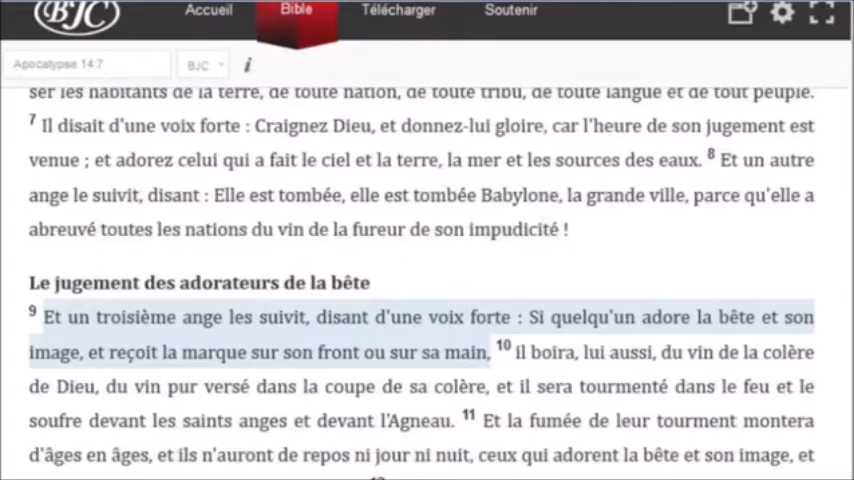 BJC
Accueil Bible Télécharger Soutenir
Apocalypse 14:7 BJC i
ser les habitants de la terre, de toute nation, de toute tribu, de toute langue et de tout peuple.
7 Il disait d'une voix forte : Craignez Dieu, et donnez-lui gloire, car l'heure de son jugement est
venue ; et adorez celui qui a fait le ciel et la terre, la mer et les sources des eaux. 8 Et un autre
ange le suivit, disant : Elle est tombée, elle est tombée Babylone, la grande ville, parce qu'elle a
abreuvé toutes les nations du vin de la fureur de son impudicité !
Le jugement des adorateurs de la bête
9 Et un troisième ange les suivit, disant d'une voix forte : Si quelqu'un adore la bête et son
image, et reçoit la marque sur son front ou sur sa main, 10 il boira, lui aussi, du vin de la colère
de Dieu, du vin pur versé dans la coupe de sa colère, et il sera tourmenté dans le feu et le
soufre devant les saints anges et devant l'Agneau. 11 Et la fumée de leur tourment montera
d'âges en âges, et ils n'auront de repos ni jour ni nuit, ceux qui adorent la bête et son image, et